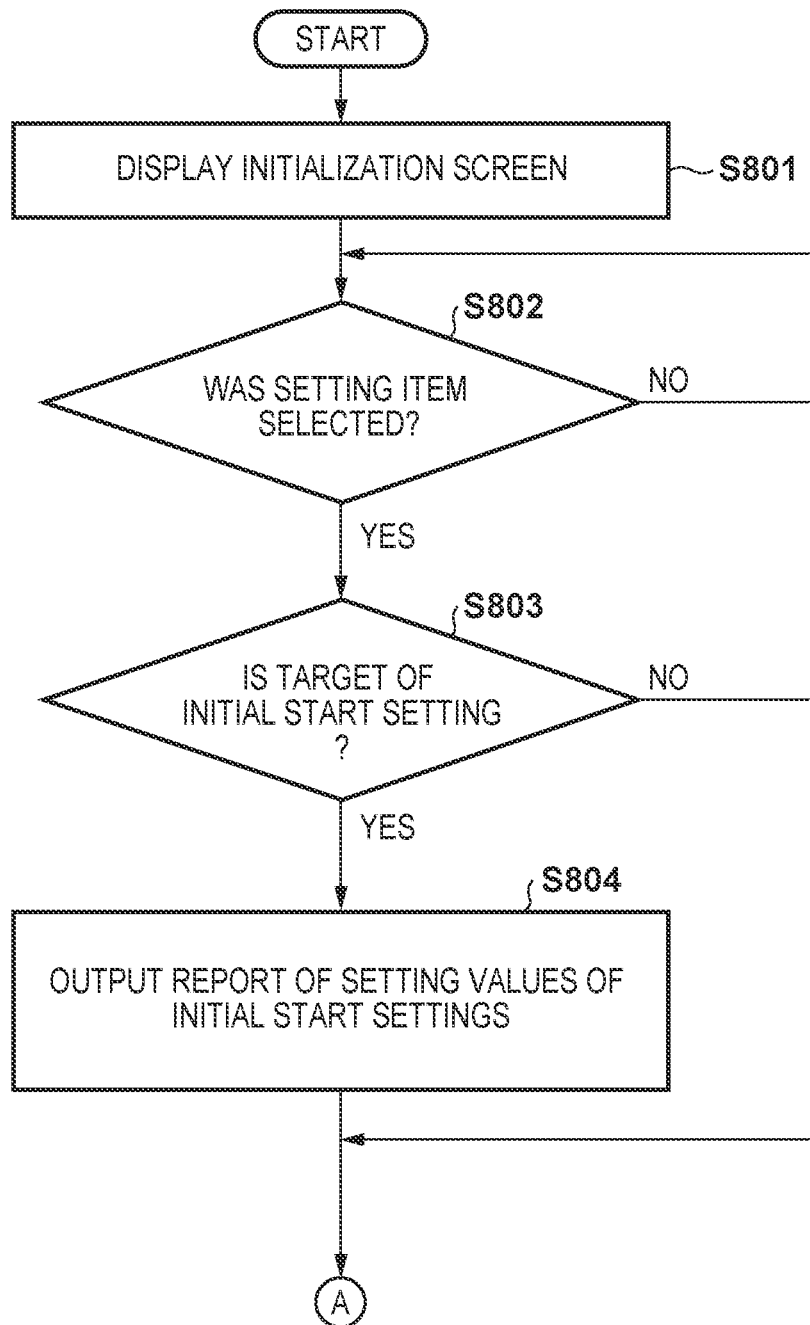 START
DISPLAY INITIALIZATION SCREEN
S801
S802
WAS SETTING ITEM
SELECTED?
NO
YES
S803
IS TARGET OF
INITIAL START SETTING
?
NO
YES
S804
OUTPUT REPORT OF SETTING VALUES OF
INITIAL START SETTINGS
A